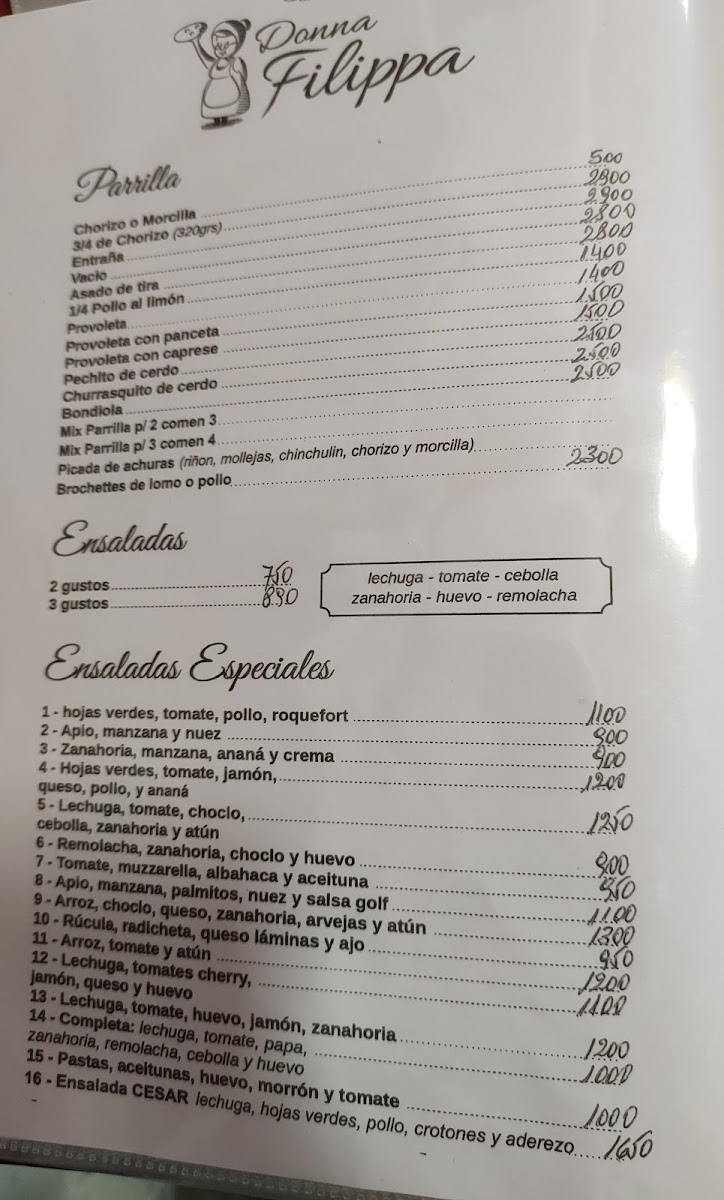 Donna
Filippa
Parrilla
Chorizo o Morcilla 500
3/4 de Chorizo (320grs) 2900
Entraña 2900
Vacio 2800
Asado de tira 2800
1/4 Pollo al limón 1400
Provoleta 1400
Provoleta con panceta 1500
Provoleta con caprese 1500
Pechito de cerdo 2500
Churrasquito de cerdo 2500
Bondiola 2500
Mix Parrilla p/ 2 comen 3
Mix Parrilla p/ 3 comen 4
Picada de achuras (riñon, mollejas, chinchulin, chorizo y morcilla)
Brochettes de lomo o pollo 2300
Ensaladas
2 gustos 750
3 gustos
lechuga - tomate - cebolla
zanahoria - huevo - remolacha
Ensaladas Especiales
1 - hojas verdes, tomate, pollo, roquefort 1100
2 - Apio, manzana y nuez 900
3 - Zanahoria, manzana, ananá y crema 900
4 - Hojas verdes, tomate, jamón, 1200
queso, pollo, y ananá
5 - Lechuga, tomate, choclo, 1250
cebolla, zanahoria y atún
6 - Remolacha, zanahoria, choclo y huevo 900
7 - Tomate, muzzarella, albahaca y aceituna 950
8 - Apio, manzana, palmitos, nuez y salsa golf 1100
9 - Arroz, choclo, queso, zanahoria, arvejas y atún 1300
10 - Rúcula, radicheta, queso láminas y ajo 950
11 - Arroz, tomate y atún 1200
12 - Lechuga, tomates cherry, 1100
jamón, queso y huevo
13 - Lechuga, tomate, huevo, jamón, zanahoria 1200
14 - Completa: lechuga, tomate, papa, 1000
zanahoria, remolacha, cebolla y huevo
15 - Pastas, aceitunas, huevo, morrón y tomate 1000
16 - Ensalada CESAR lechuga, hojas verdes, pollo, crotones y aderezo 1650